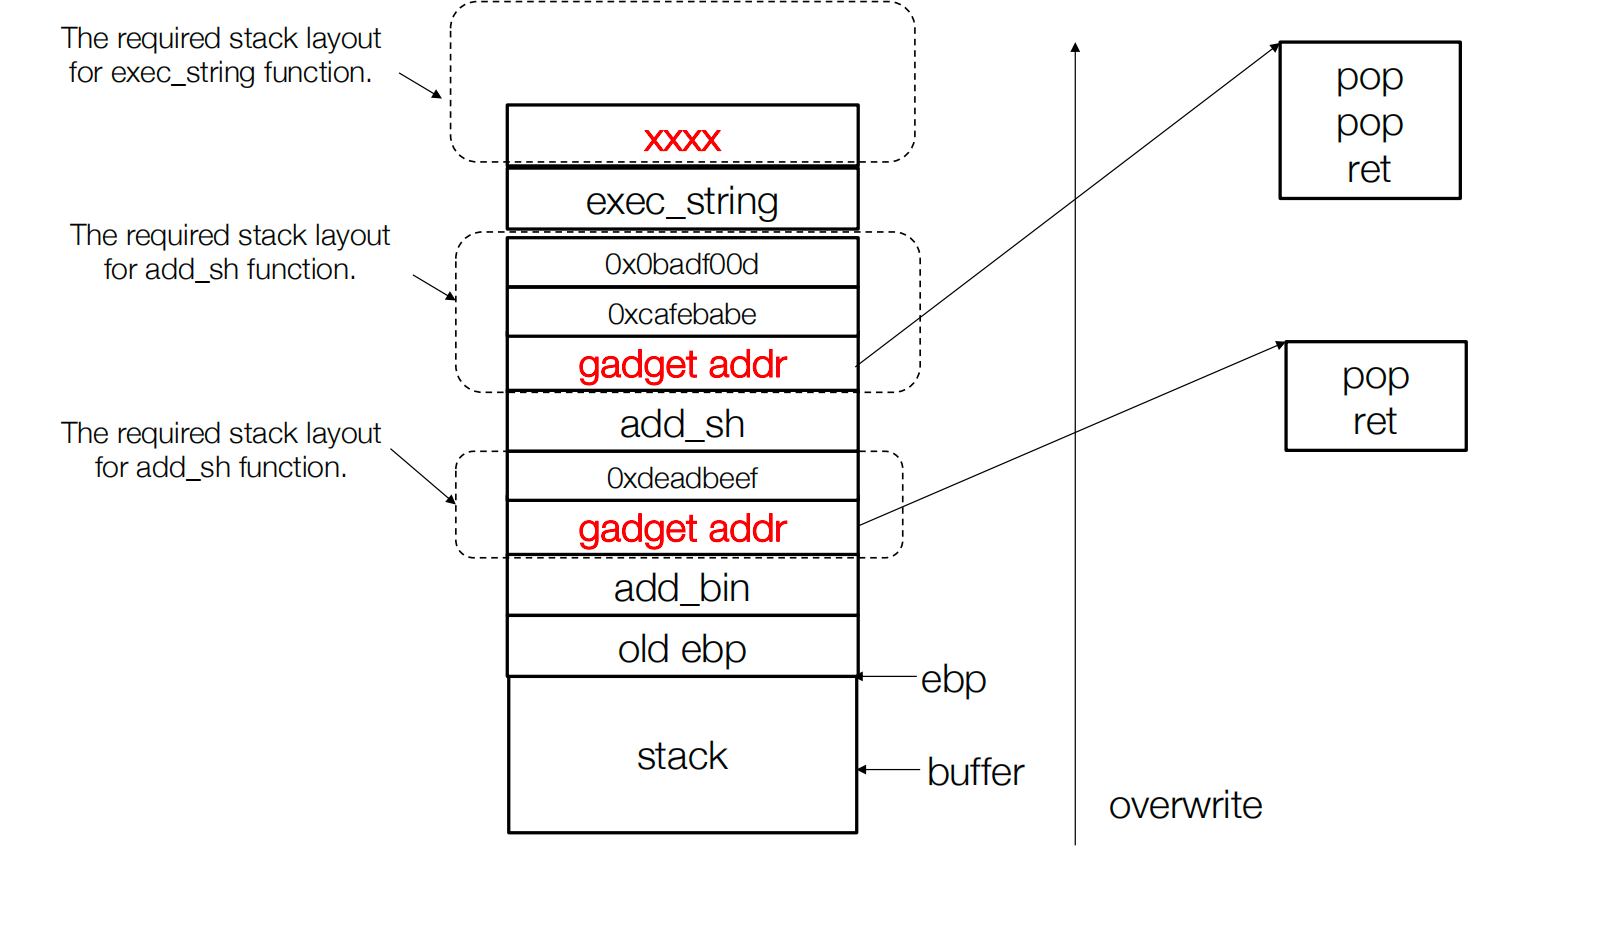 The required stack layout
for exec_string function.
xxxx
exec_string
The required stack layout
for add_sh function.
0x0badf00d
0xcafebabe
gadget addr
add_sh
The required stack layout
for add_sh function.
0xdeadbeef
gadget addr
add_bin
old ebp
ebp
stack
buffer
overwrite
pop
pop
ret
pop
ret